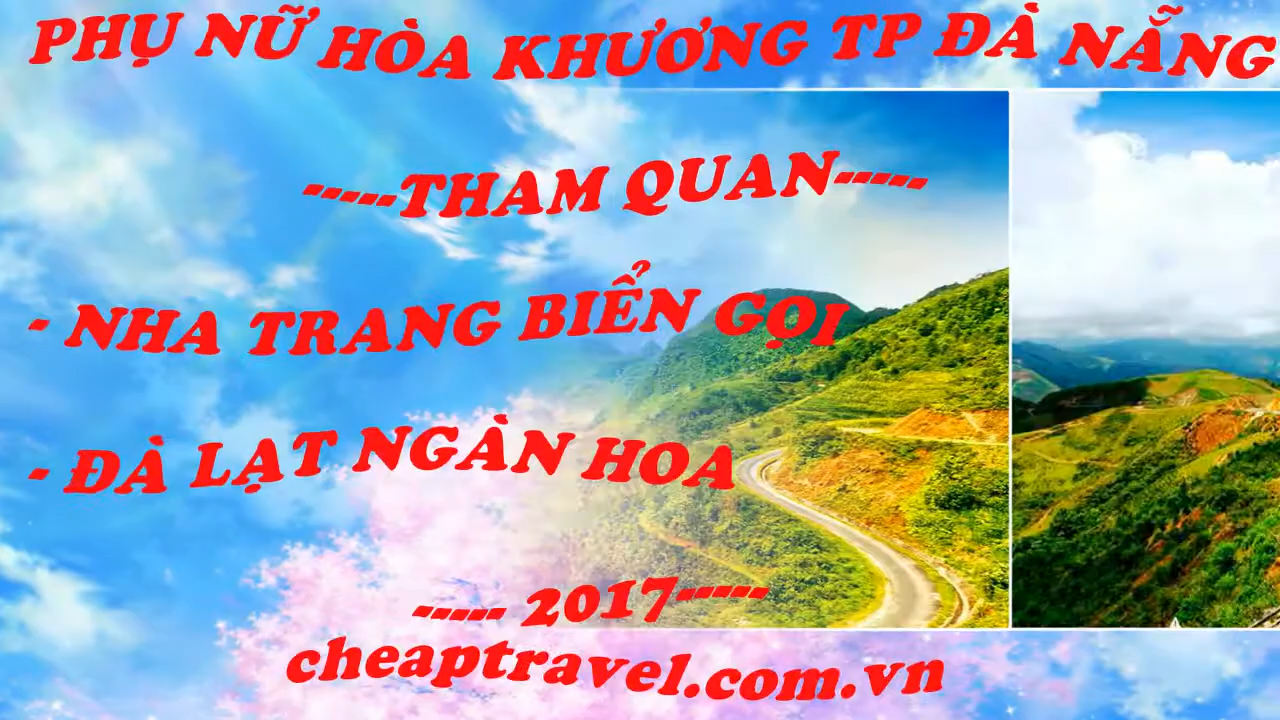 PHỤ NỮ HÒA KHƯƠNG TP ĐÀ NẴNG
-----THAM QUAN-----
- NHA TRANG BIỂN GỌI
- ĐÀ LẠT NGÀN HOA
----- 2017-----
cheaptravel.com.vn